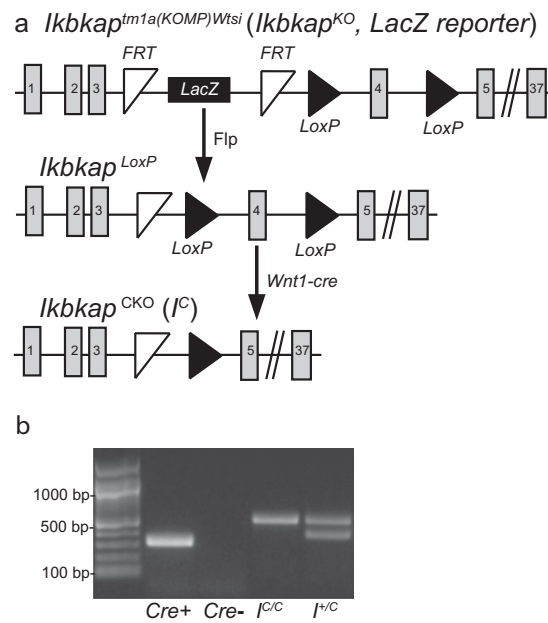 a Ikbkap^tm1a(KOMP)Wtsi (Ikbkap^KO, LacZ reporter)
FRT FRT
1 2 3 LacZ 4 5 37
LoxP LoxP
Flp
Ikbkap^LoxP
1 2 3 4 5 37
LoxP LoxP
Wnt1-cre
Ikbkap^CKO (I^C)
1 2 3 5 37
b
1000 bp-
500 bp-
100 bp-
Cre+ Cre- I^C/C I^+/C